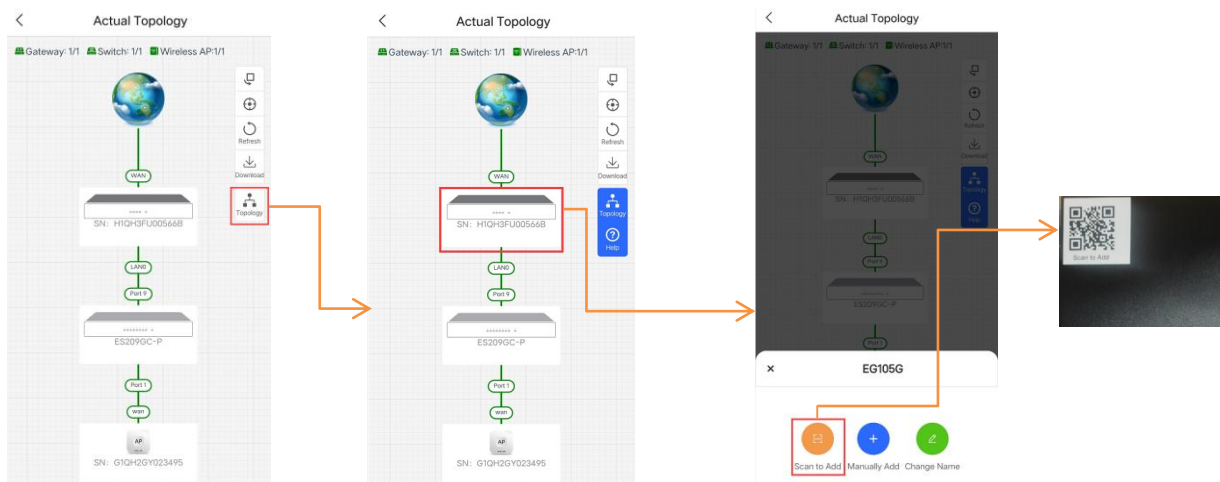 Actual Topology
Gateway: 1/1 Switch: 1/1 Wireless AP:1/1
Refresh
Download
WAN
Topology
SN: H1QH3FU00566B
LAN0
Port 9
ES209GC-P
Port 1
wan
AP
SN: G1QH2GY023495
Actual Topology
Gateway: 1/1 Switch: 1/1 Wireless AP:1/1
Refresh
Download
WAN
Topology
SN: H1QH3FU00566B
Help
LAN0
Port 9
ES209GC-P
Port 1
wan
AP
SN: G1QH2GY023495
Actual Topology
Gateway: 1/1 Switch: 1/1 Wireless AP:1/1
Refresh
Download
WAN
Topology
SN: H1QH3FU00566B
Help
LAN0
Port 9
ES209GC-P
Port 1
EG105G
Scan to Add Manually Add Change Name
Scan to Add